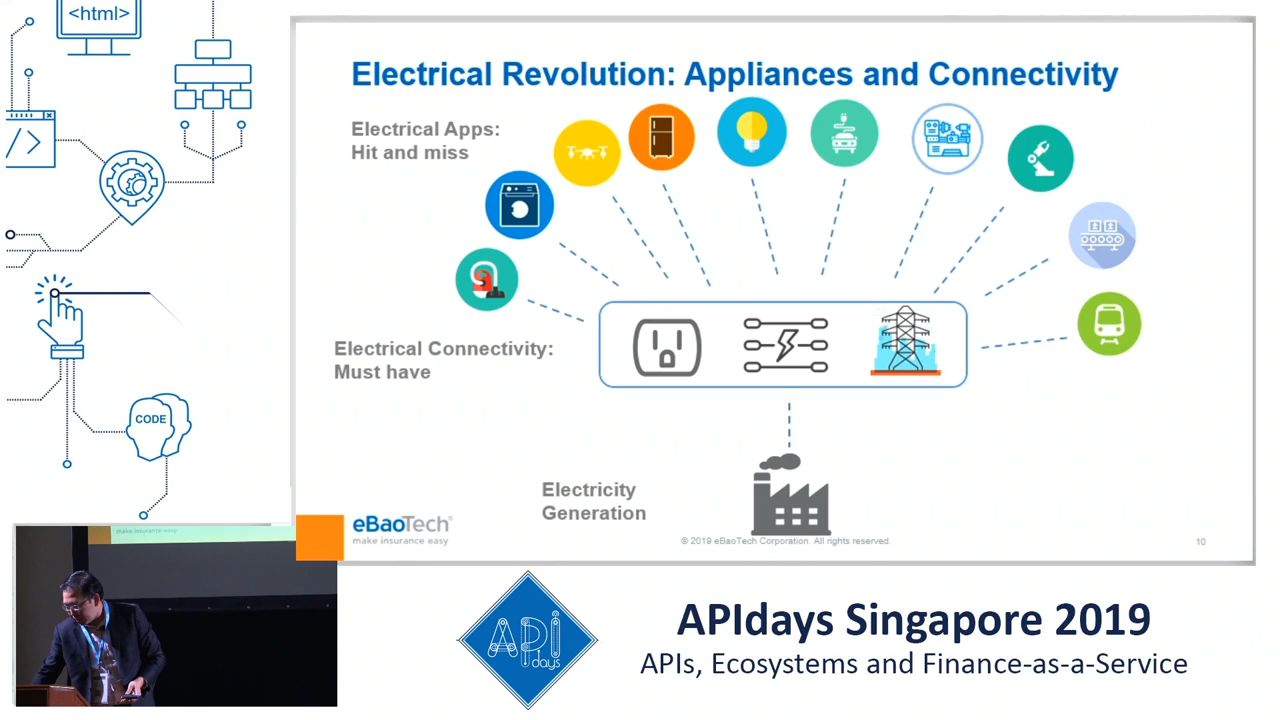 <html>
</>
CODE
Electrical Revolution: Appliances and Connectivity
Electrical Apps:
Hit and miss
Electrical Connectivity:
Must have
Electricity
Generation
eBaoTech®
make insurance easy
© 2019 eBaoTech Corporation. All rights reserved.
10
make insurance easy
API
days
APIdays Singapore 2019
APIs, Ecosystems and Finance-as-a-Service